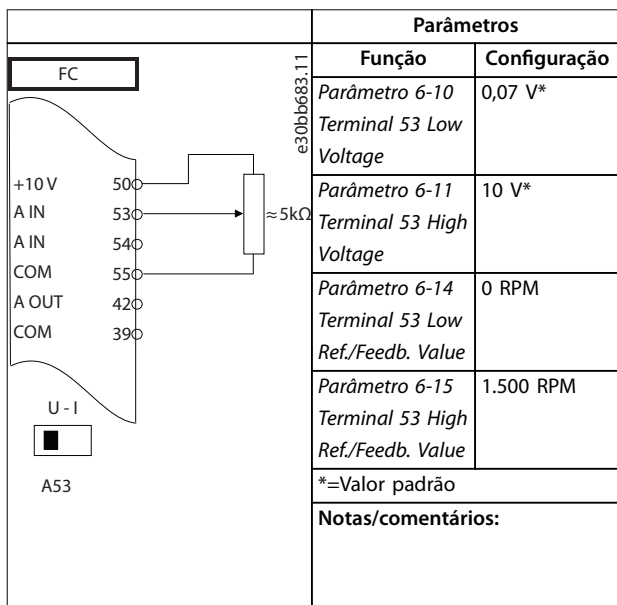 FC
e30bb683.11
+10 V 50
A IN 53
A IN 54
COM 55
A OUT 42
COM 39
≈5kΩ
U - I
A53
Parâmetros
Função Configuração
Parâmetro 6-10 0,07 V*
Terminal 53 Low
Voltage
Parâmetro 6-11 10 V*
Terminal 53 High
Voltage
Parâmetro 6-14 0 RPM
Terminal 53 Low
Ref./Feedb. Value
Parâmetro 6-15 1.500 RPM
Terminal 53 High
Ref./Feedb. Value
*=Valor padrão
Notas/comentários: